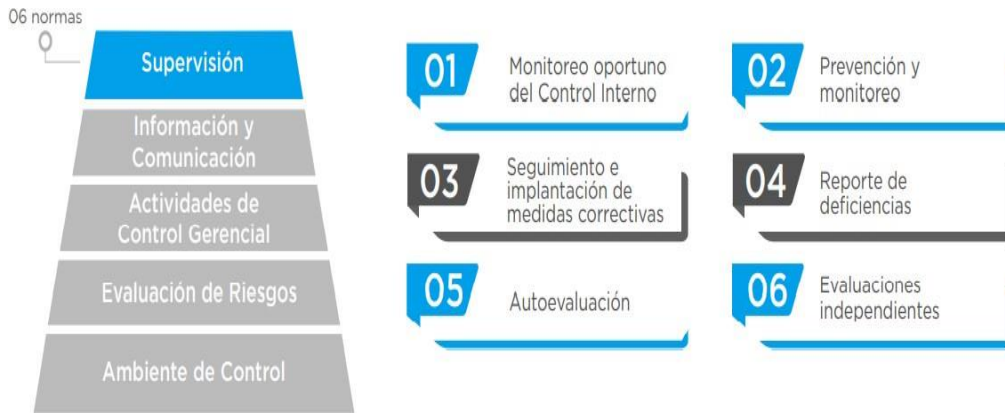 06 normas
Supervisión
Información y
Comunicación
Actividades de
Control Gerencial
Evaluación de Riesgos
Ambiente de Control
01
Monitoreo oportuno
del Control Interno
02
Prevención y
monitoreo
03
Seguimiento e
implantación de
medidas correctivas
04
Reporte de
deficiencias
05
Autoevaluación
06
Evaluaciones
independientes